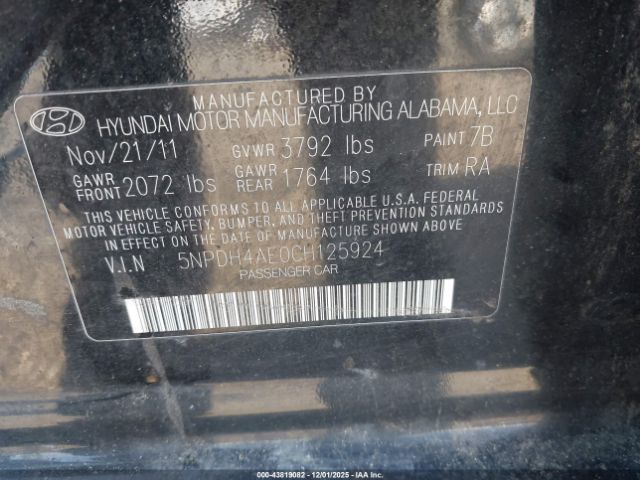 MANUFACTURED BY
HYUNDAI MOTOR MANUFACTURING ALABAMA, LLC
Nov/21/11 GVWR 3792 lbs PAINT 7B
GAWR FRONT 2072 lbs GAWR REAR 1764 lbs TRIM RA
THIS VEHICLE CONFORMS TO ALL APPLICABLE U.S.A. FEDERAL
MOTOR VEHICLE SAFETY, BUMPER, AND THEFT PREVENTION STANDARDS
IN EFFECT ON THE DATE OF MANUFACTURE SHOWN ABOVE.
V.I.N 5NPDH4AE0CH125924
PASSENGER CAR
000-43819082 - 12/01/2025 - IAAI.COM